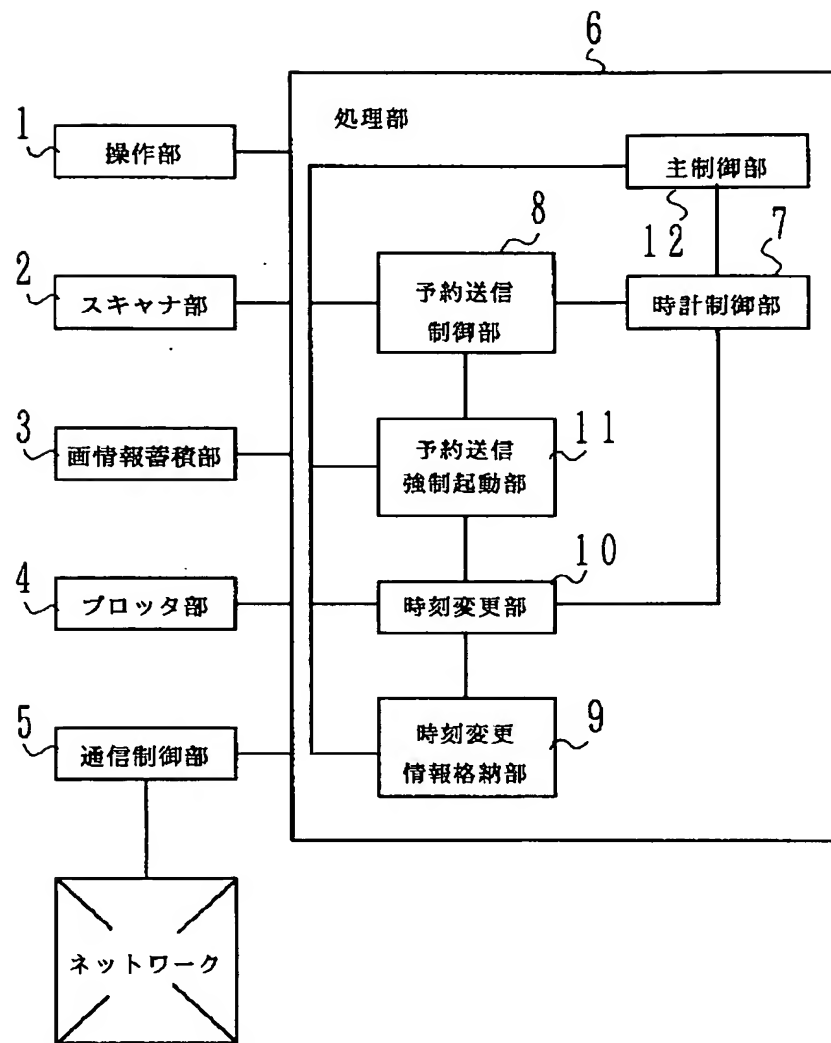 6
処理部
1
操作部
主制御部
12
7
8
2
スキャナ部
予約送信
制御部
時計制御部
3
画情報蓄積部
11
予約送信
強制起動部
10
4
プロッタ部
時刻変更部
5
通信制御部
9
時刻変更
情報格納部
ネットワーク